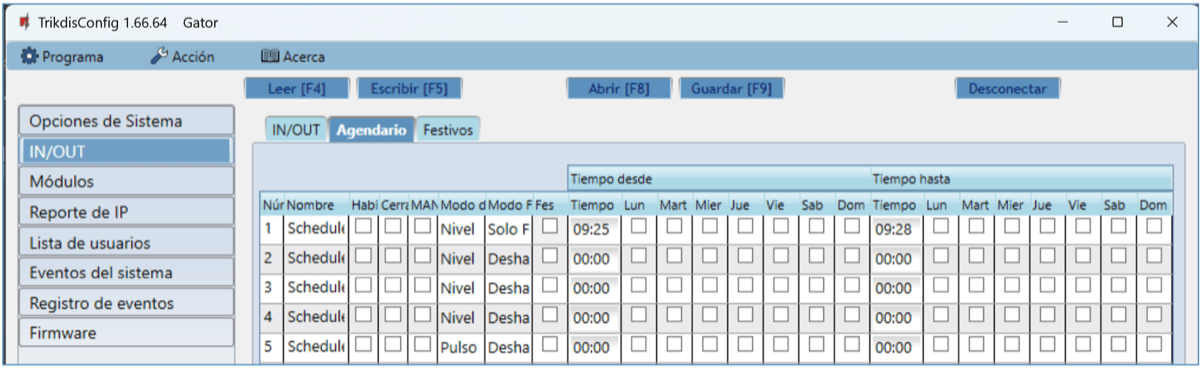 TrikdisConfig 1.66.64 Gator
Programa Acción Acerca
Leer [F4] Escribir [F5] Abrir [F8] Guardar [F9] Desconectar
Opciones de Sistema
IN/OUT
Módulos
Reporte de IP
Lista de usuarios
Eventos del sistema
Registro de eventos
Firmware
IN/OUT Agendario Festivos
Tiempo desde Tiempo hasta
Núr Nombre Habi Cerra MAN Modo d Modo F Fes Tiempo Lun Mart Mier Jue Vie Sab Dom Tiempo Lun Mart Mier Jue Vie Sab Dom
1 Schedule Nivel Solo F 09:25 09:28
2 Schedule Nivel Desha 00:00 00:00
3 Schedule Nivel Desha 00:00 00:00
4 Schedule Nivel Desha 00:00 00:00
5 Schedule Pulso Desha 00:00 00:00